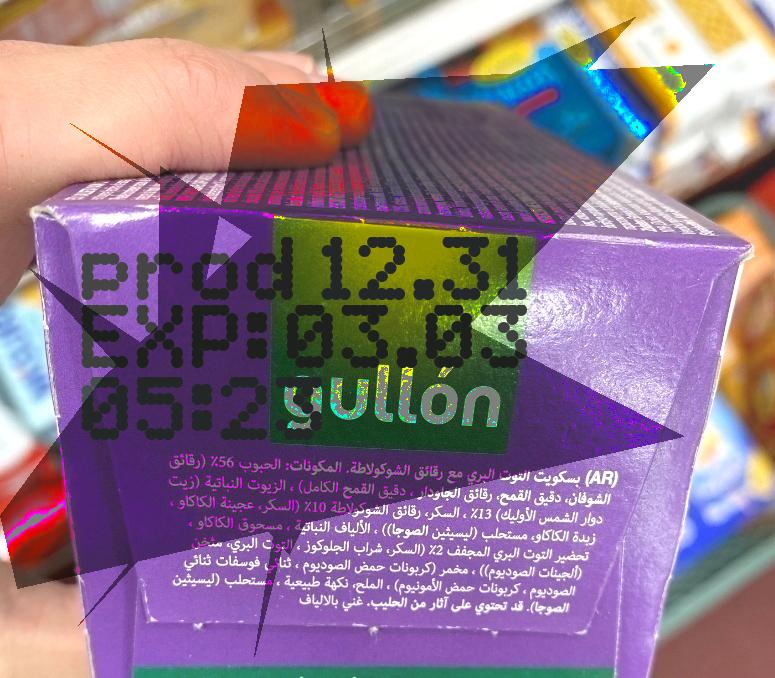 prod 12.31
EXP:03.03
05:23
gullón
(AR) بسكويت التوت البري مع رقائق الشوكولاطة. المكونات: الحبوب 56٪ (رقائق
الشوفان، دقيق القمح، رقائق الجاودار ، دقيق القمح الكامل) ، الزيوت النباتية (زيت
دوار الشمس الأوليك) 13٪ ، السكر، رقائق الشوكولاطة 10٪ (السكر، عجينة الكاكاو ،
زبدة الكاكاو، مستحلب (ليسيثين الصوجا)) ، الألياف النباتية ، مسحوق الكاكاو ،
تحضير التوت البري المجفف 2٪ (السكر، شراب الجلوكوز ، التوت البري، مثخن
(ألجينات الصوديوم)) ، مخمر (كربونات حمض الصوديوم ، ثنائي فوسفات ثنائي
الصوديوم ، كربونات حمض الأمونيوم) ، الملح، نكهة طبيعية ، مستحلب (ليسيثين
الصوجا). قد تحتوي على آثار من الحليب. غني بالالياف